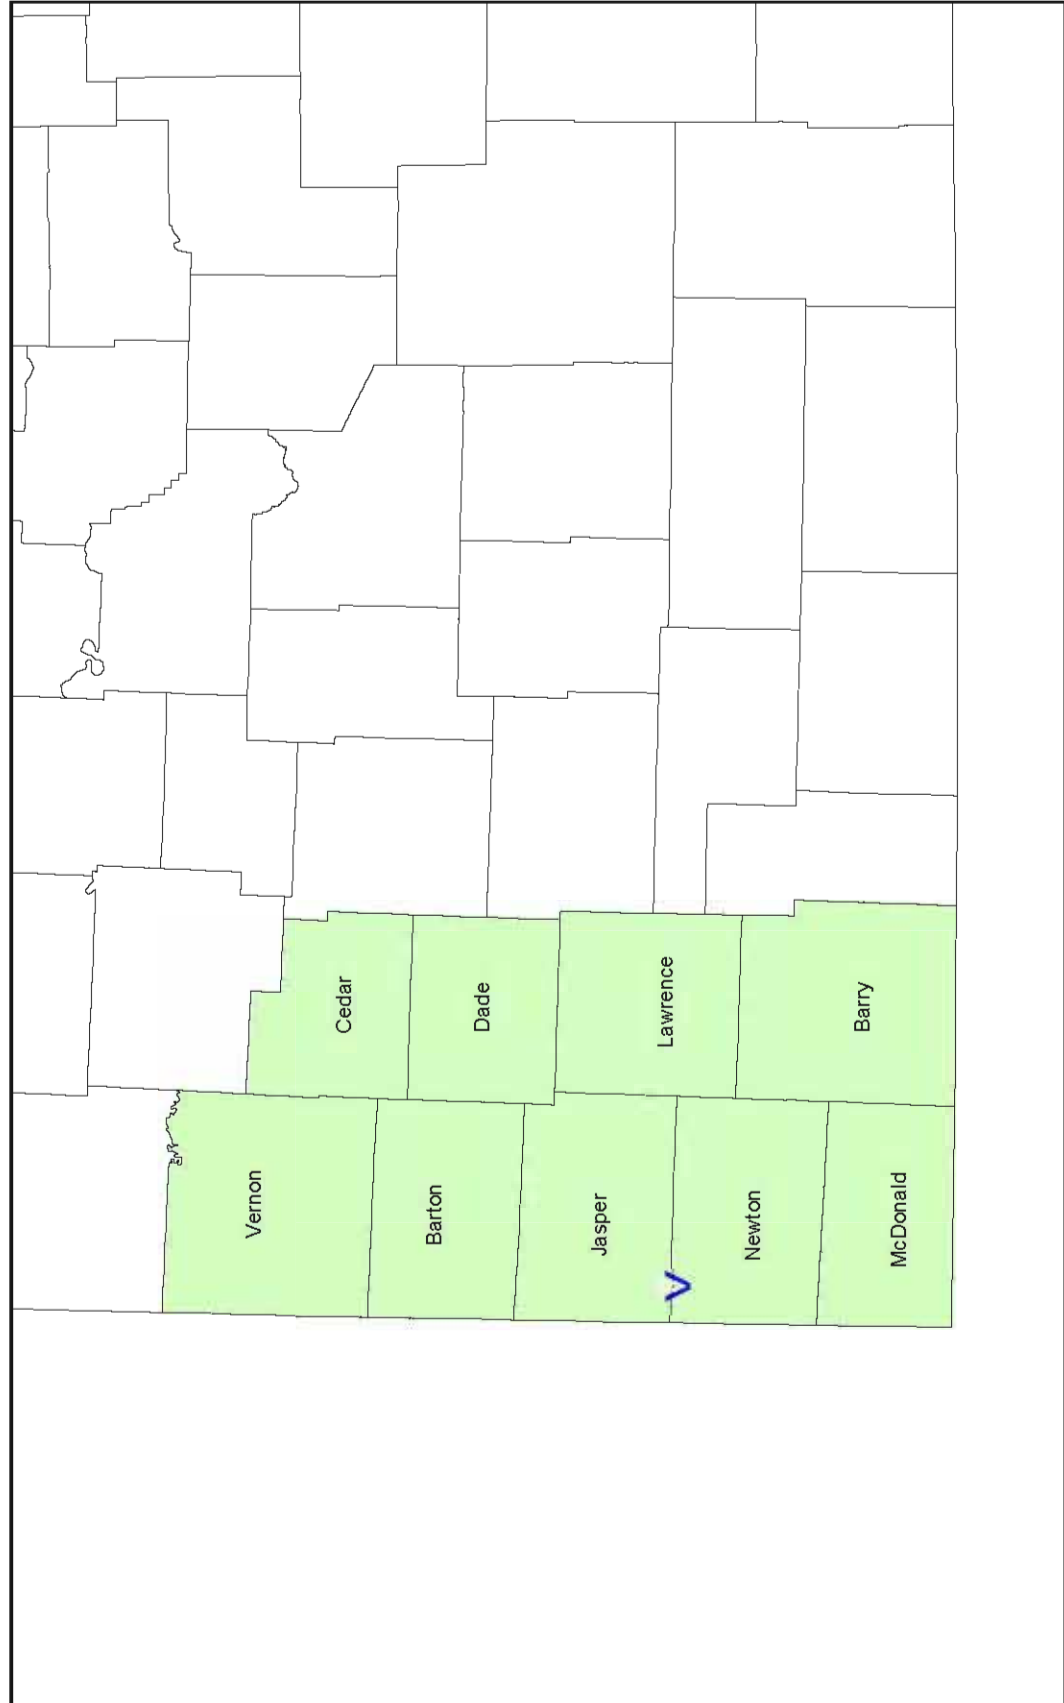 Vernon
Cedar
Barton
Dade
Jasper
Lawrence
V
Newton
Barry
McDonald